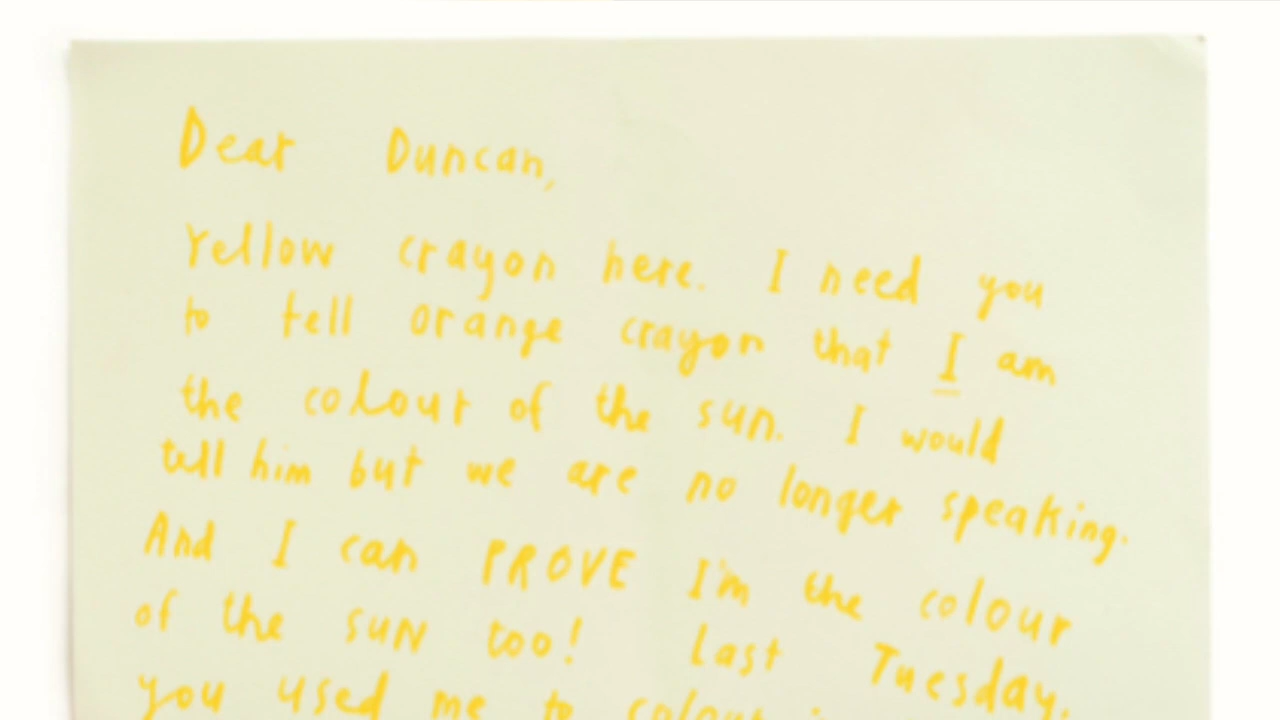 Dear Duncan,
Yellow crayon here. I need you
to tell orange crayon that I am
the colour of the sun. I would
tell him but we are no longer speaking.
And I can PROVE I'm the colour
of the sun too! Last Tuesday,
you used me to colour in